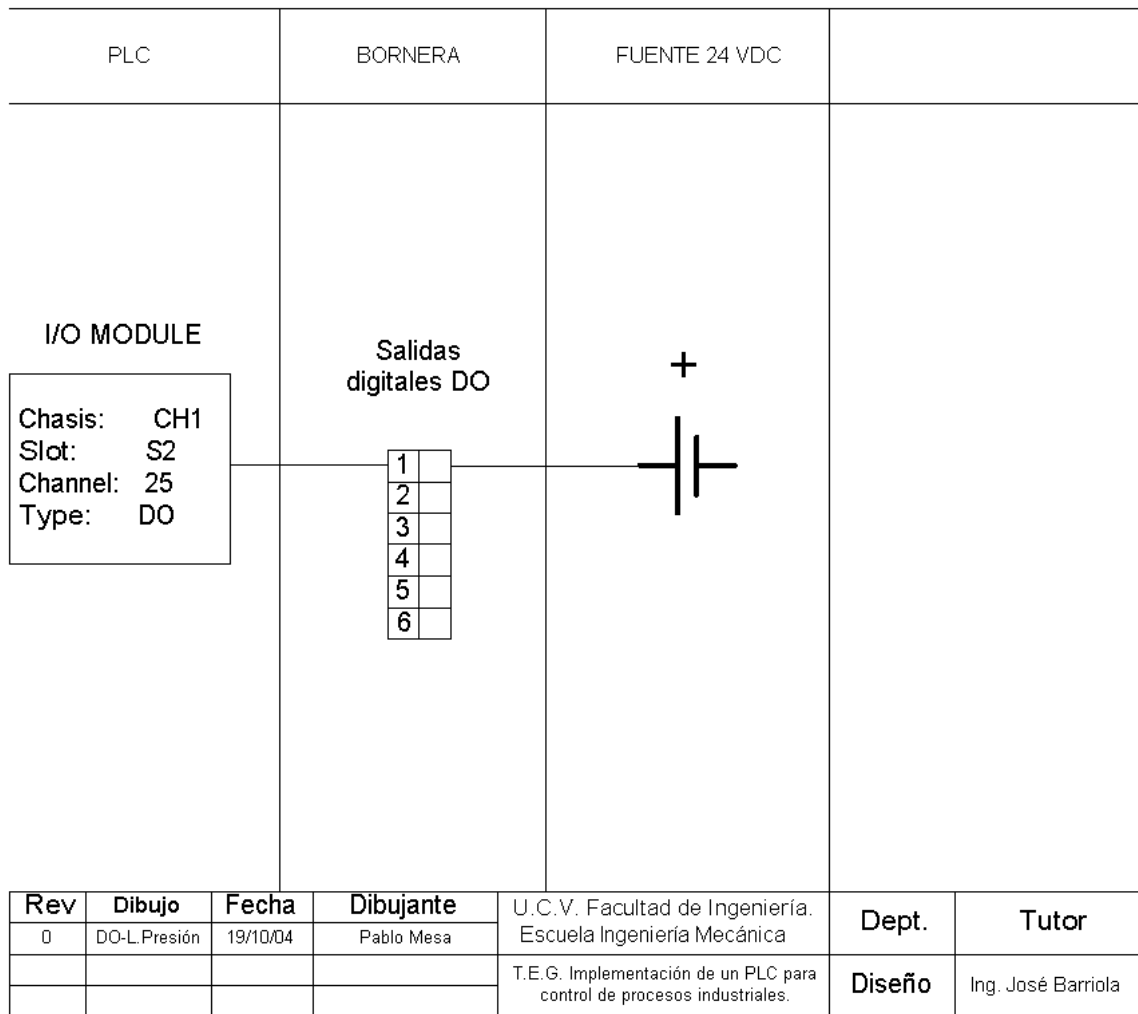 PLC
BORNERA
FUENTE 24 VDC
I/O MODULE
Chasis: CH1
Slot: S2
Channel: 25
Type: DO
Salidas
digitales DO
1
2
3
4
5
6
+
Rev Dibujo Fecha Dibujante
0 DO-L.Presión 19/10/04 Pablo Mesa
U.C.V. Facultad de Ingeniería.
Escuela Ingeniería Mecánica
T.E.G. Implementación de un PLC para
control de procesos industriales.
Dept. Tutor
Diseño Ing. José Barriola